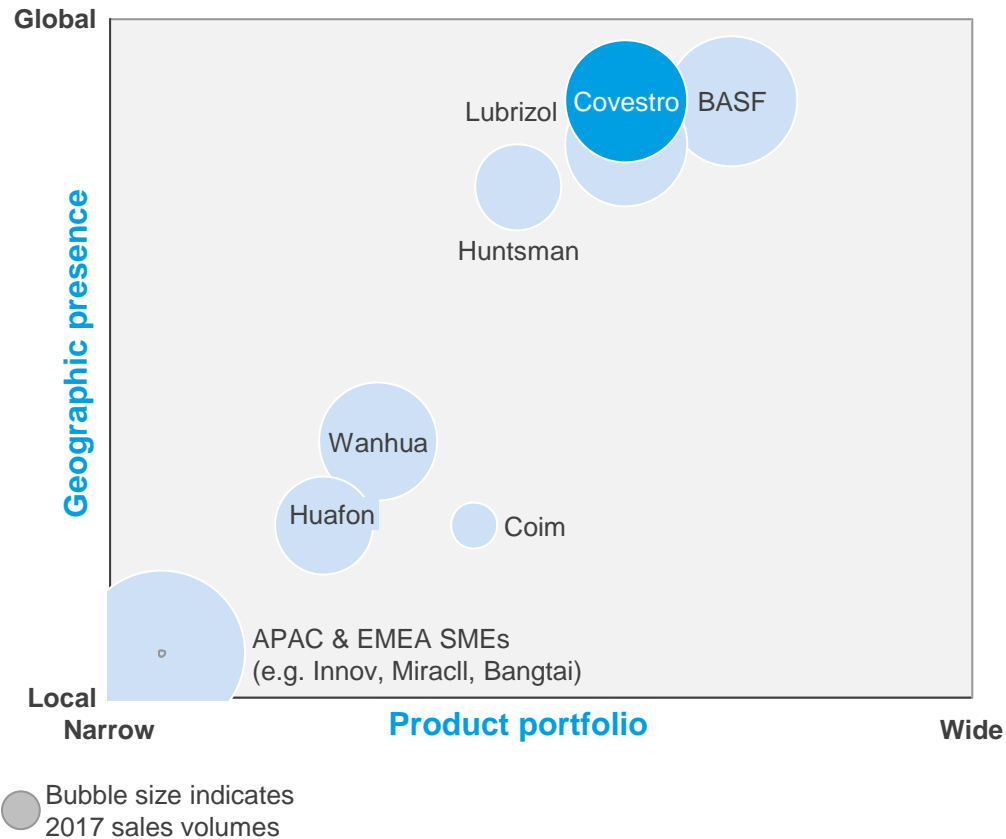 Global
Covestro
BASF
Lubrizol
Huntsman
Geographic presence
Wanhua
Huafon
Coim
APAC & EMEA SMEs
(e.g. Innov, Miracll, Bangtai)
Local
Narrow
Product portfolio
Wide
Bubble size indicates
2017 sales volumes